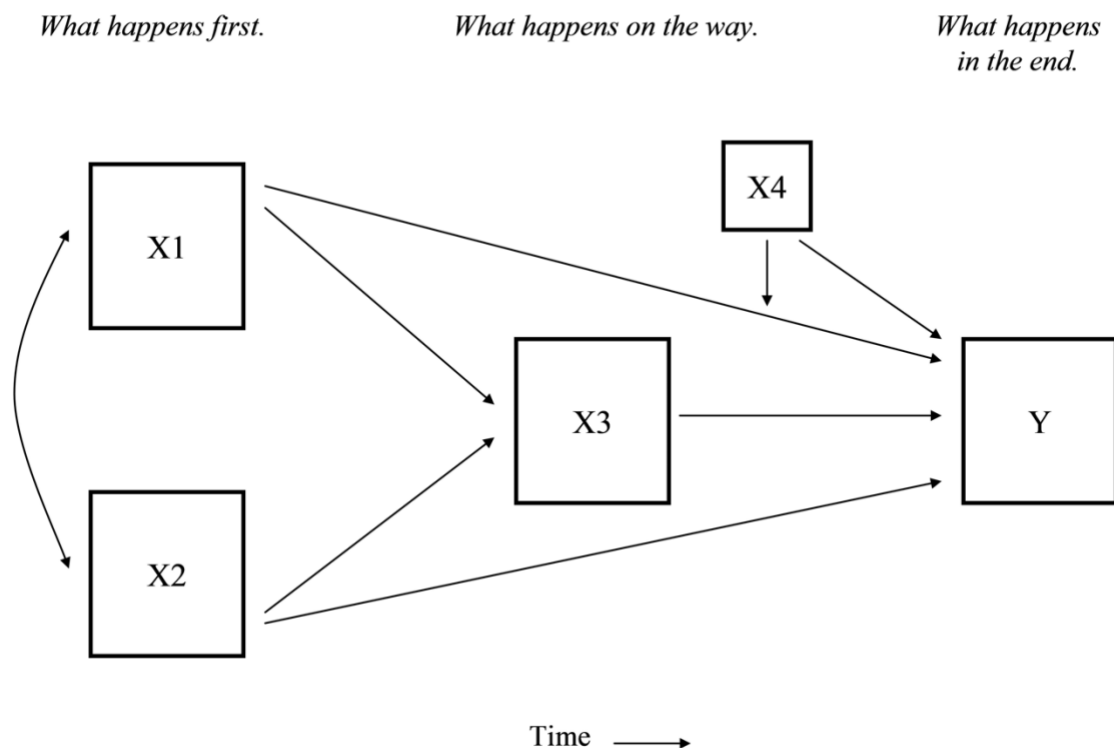 What happens first.
What happens on the way.
What happens
in the end.
X4
X1
X3
Y
X2
Time